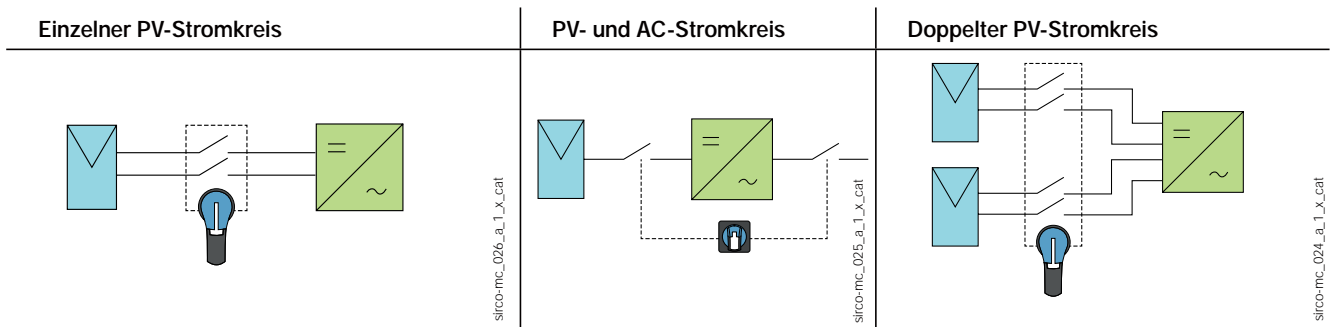 Einzelner PV-Stromkreis
PV- und AC-Stromkreis
Doppelter PV-Stromkreis
sirco-mc_026_a_1_x_cat
sirco-mc_025_a_1_x_cat
sirco-mc_024_a_1_x_cat